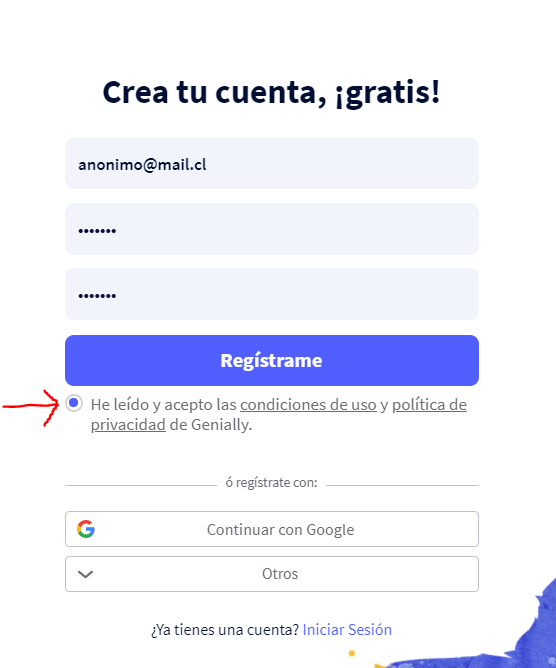 Crea tu cuenta, ¡gratis!
anonimo@mail.cl
•••••••
•••••••
Regístrame
He leído y acepto las condiciones de uso y política de
privacidad de Genially.
ó regístrate con:
Continuar con Google
Otros
¿Ya tienes una cuenta? Iniciar Sesión